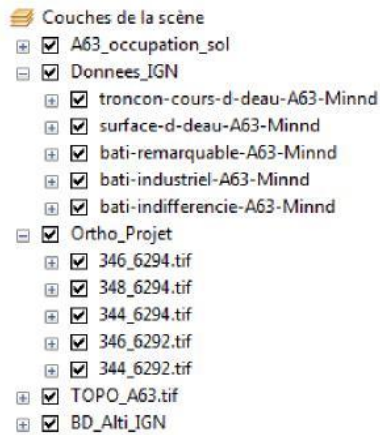 Couches de la scène
A63_occupation_sol
Donnees_IGN
troncon-cours-d-deau-A63-Minnd
surface-d-deau-A63-Minnd
bati-remarquable-A63-Minnd
bati-industriel-A63-Minnd
bati-indifferencie-A63-Minnd
Ortho_Projet
346_6294.tif
348_6294.tif
344_6294.tif
346_6292.tif
344_6292.tif
TOPO_A63.tif
BD_Alti_IGN